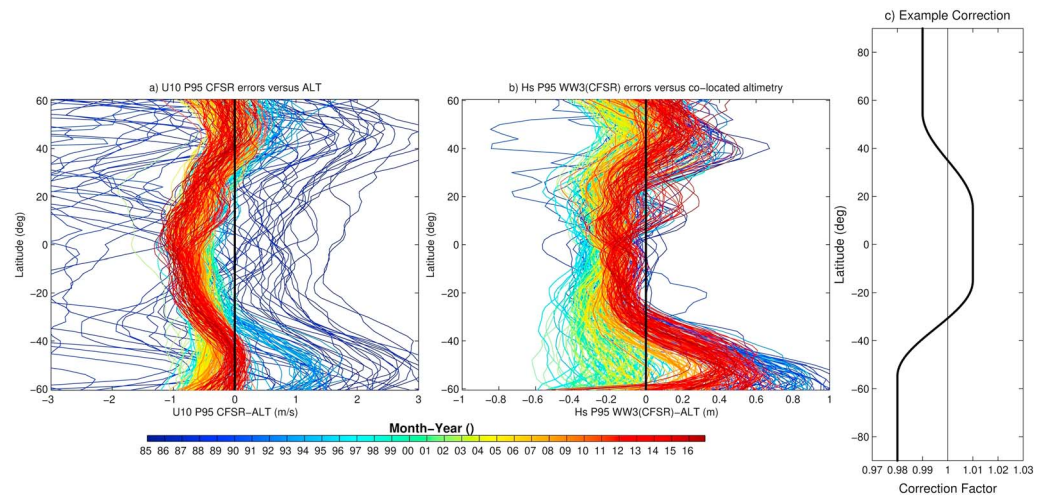 c) Example Correction
a) U10 P95 CFSR errors versus ALT
b) Hs P95 WW3(CFSR) errors versus co-located altimetry
60
40
20
0
−20
−40
−60
Latitude (deg)
−3 −2 −1 0 1 2 3
U10 P95 CFSR−ALT (m/s)
60
40
20
0
−20
−40
−60
Latitude (deg)
−1 −0.8 −0.6 −0.4 −0.2 0 0.2 0.4 0.6 0.8 1
Hs P95 WW3(CFSR)−ALT (m)
80
60
40
20
0
−20
−40
−60
−80
Latitude (deg)
0.97 0.98 0.99 1 1.01 1.02 1.03
Correction Factor
Month−Year ()
85 86 87 88 89 90 91 92 93 94 95 96 97 98 99 00 01 02 03 04 05 06 07 08 09 10 11 12 13 14 15 16